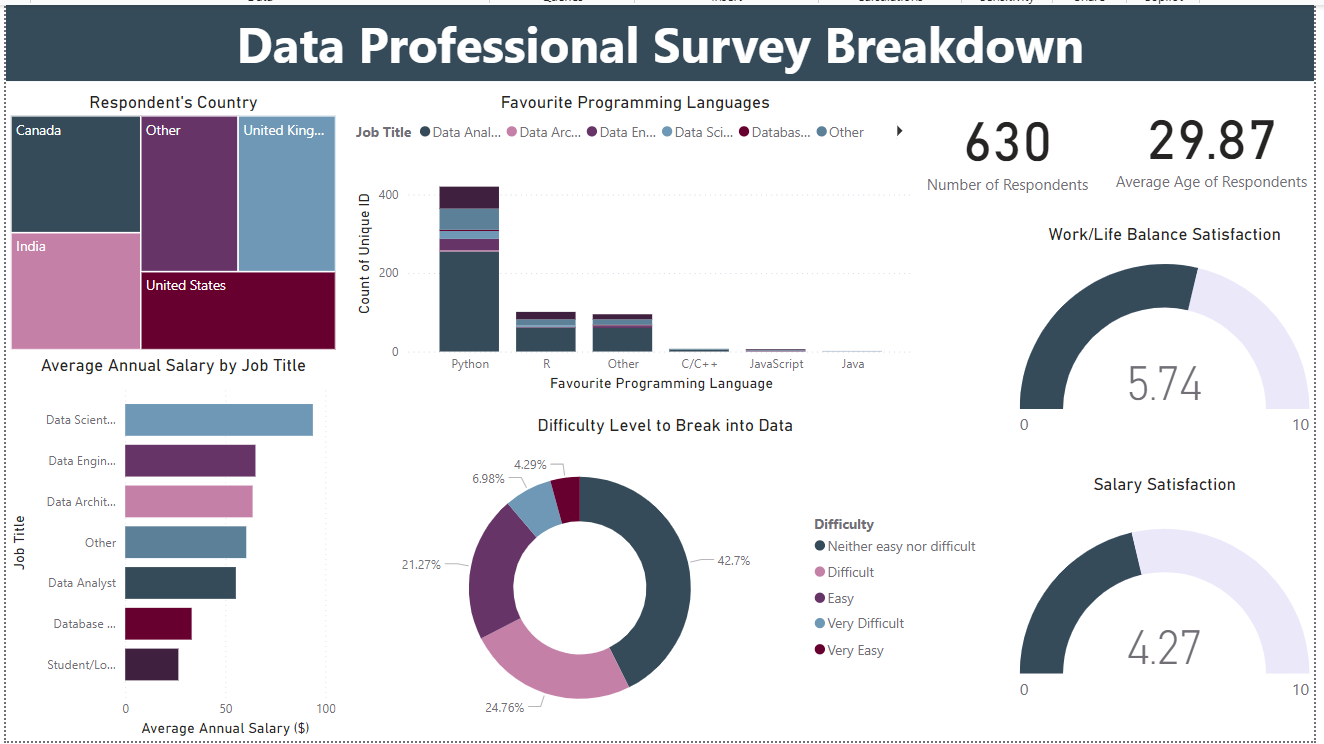 Data Professional Survey Breakdown
Respondent's Country
Canada
Other
United King...
India
United States
Favourite Programming Languages
Job Title
Data Anal...
Data Arc...
Data En...
Data Sci...
Databas...
Other
Count of Unique ID
400
200
0
Python
R
Other
C/C++
JavaScript
Java
Favourite Programming Language
630
Number of Respondents
29.87
Average Age of Respondents
Work/Life Balance Satisfaction
5.74
0
10
Average Annual Salary by Job Title
Job Title
Data Scient...
Data Engin...
Data Archit...
Other
Data Analyst
Database ...
Student/Lo...
0
50
100
Average Annual Salary ($)
Difficulty Level to Break into Data
4.29%
6.98%
21.27%
42.7%
24.76%
Difficulty
Neither easy nor difficult
Difficult
Easy
Very Difficult
Very Easy
Salary Satisfaction
4.27
0
10